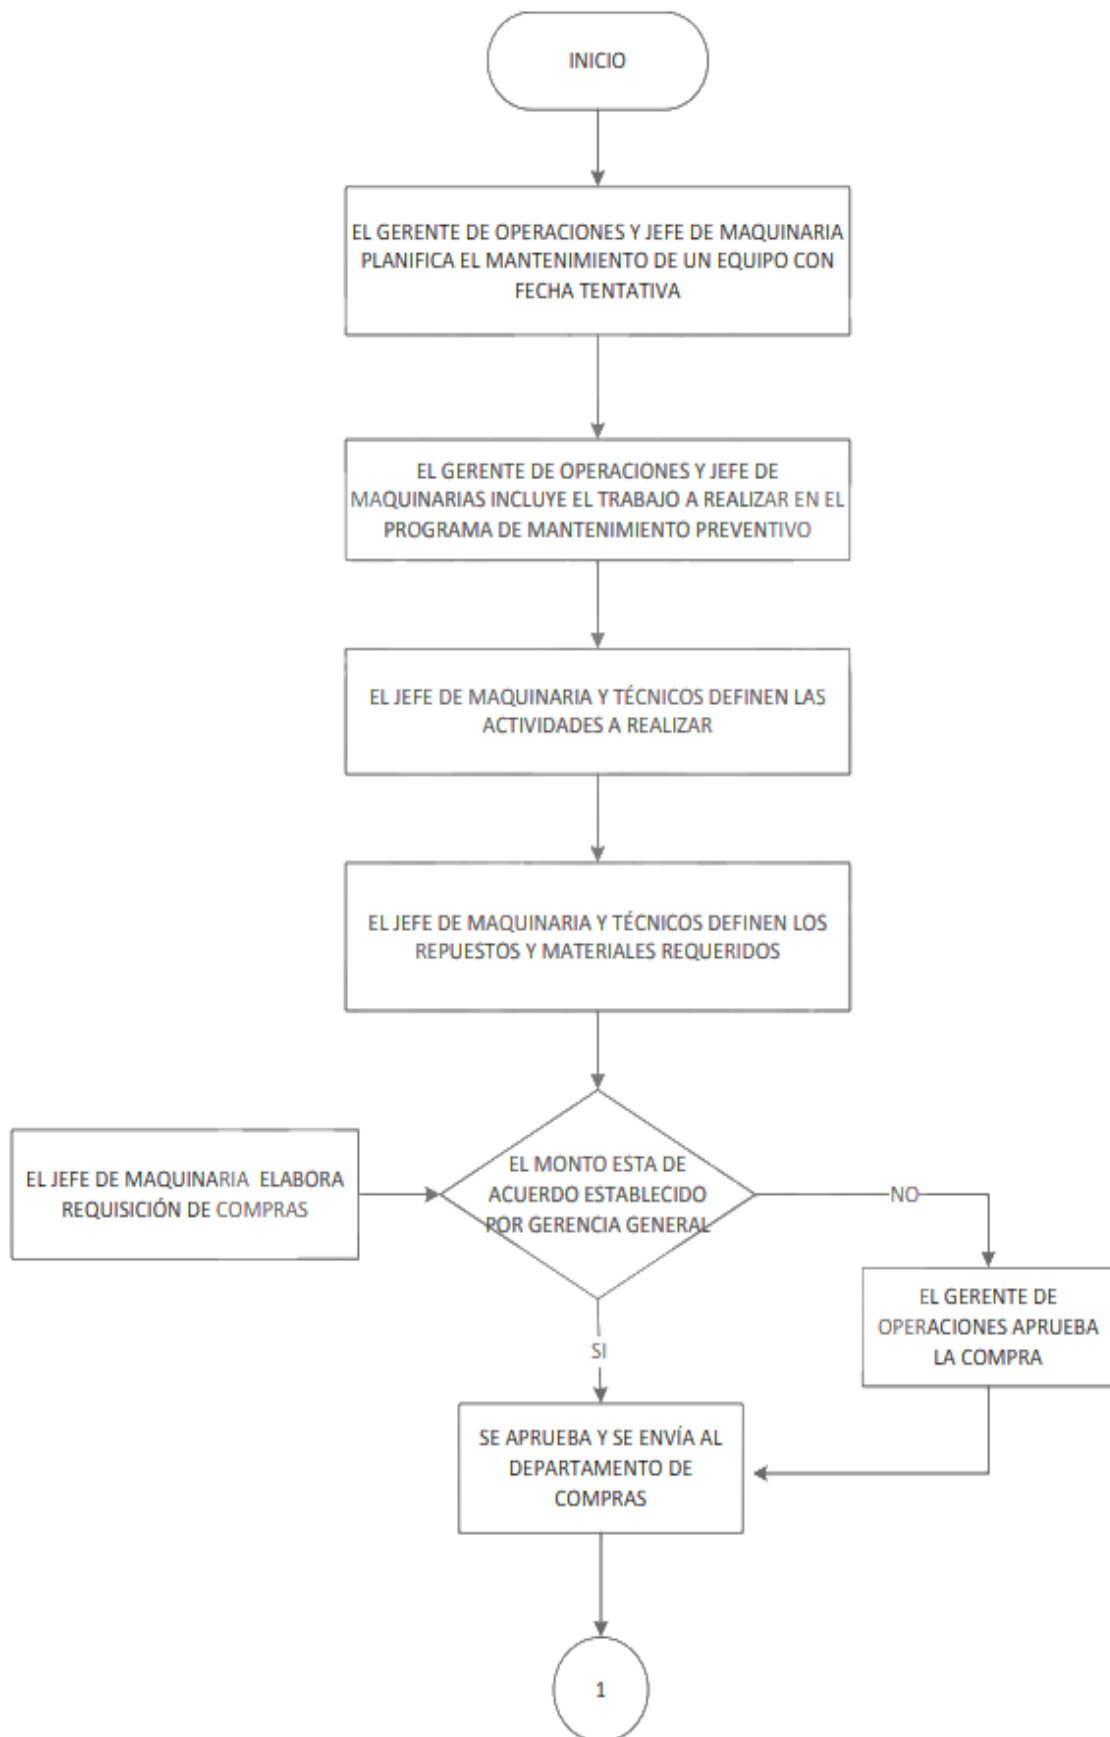 INICIO
EL GERENTE DE OPERACIONES Y JEFE DE MAQUINARIA
PLANIFICA EL MANTENIMIENTO DE UN EQUIPO CON
FECHA TENTATIVA
EL GERENTE DE OPERACIONES Y JEFE DE
MAQUINARIAS INCLUYE EL TRABAJO A REALIZAR EN EL
PROGRAMA DE MANTENIMIENTO PREVENTIVO
EL JEFE DE MAQUINARIA Y TÉCNICOS DEFINEN LAS
ACTIVIDADES A REALIZAR
EL JEFE DE MAQUINARIA Y TÉCNICOS DEFINEN LOS
REPUESTOS Y MATERIALES REQUERIDOS
EL JEFE DE MAQUINARIA ELABORA
REQUISICIÓN DE COMPRAS
EL MONTO ESTA DE
ACUERDO ESTABLECIDO
POR GERENCIA GENERAL
NO
EL GERENTE DE
OPERACIONES APRUEBA
LA COMPRA
SI
SE APRUEBA Y SE ENVÍA AL
DEPARTAMENTO DE
COMPRAS
1